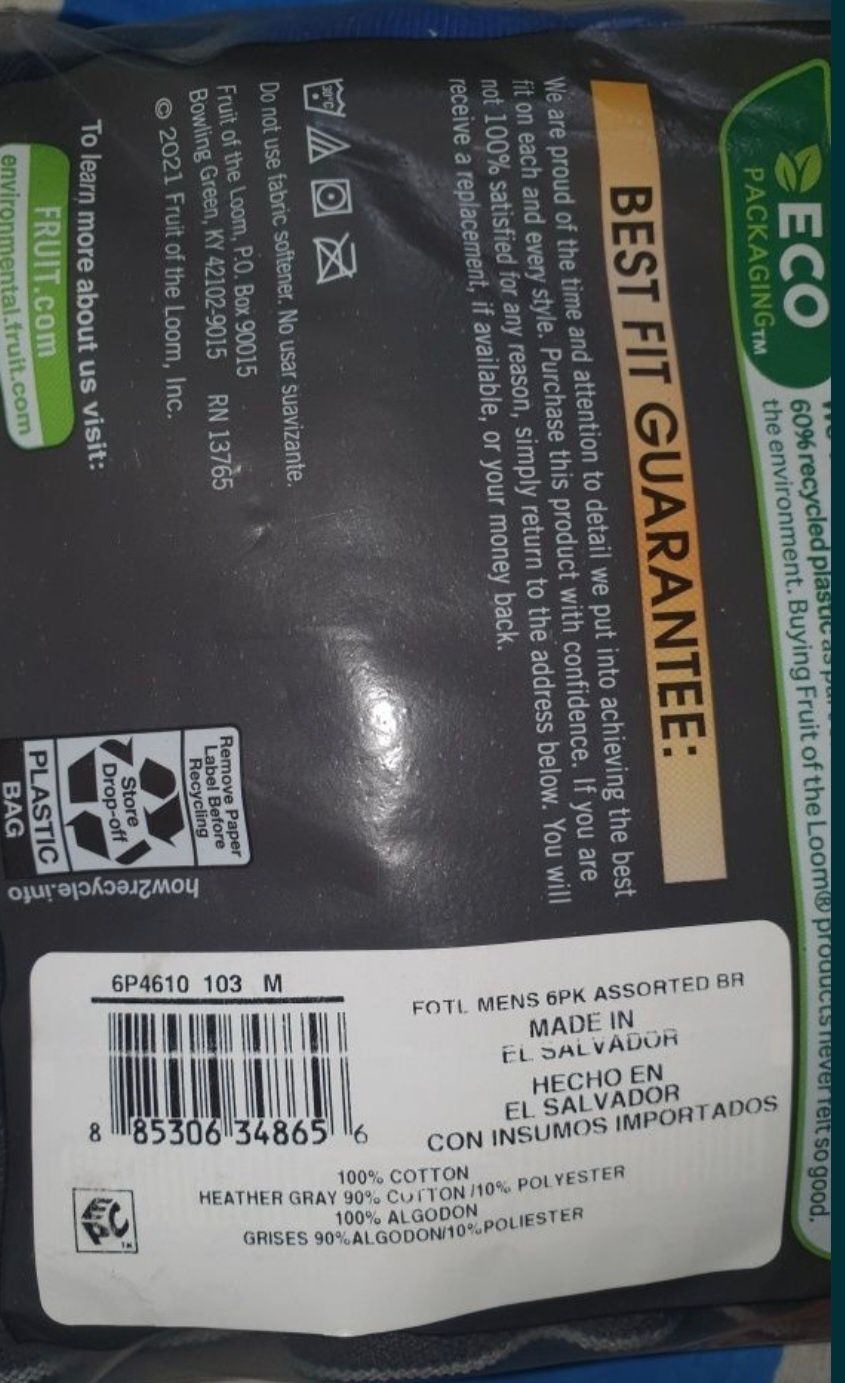 ECO
PACKAGING™
60% recycled plastic as
the environment. Buying Fruit of the Loom® products never felt so good.
BEST FIT GUARANTEE:
We are proud of the time and attention to detail we put into achieving the best
fit on each and every style. Purchase this product with confidence. If you are
not 100% satisfied for any reason, simply return to the address below. You will
receive a replacement, if available, or your money back.
30°C
Do not use fabric softener. No usar suavizante.
Fruit of the Loom, P.O. Box 90015
Bowling Green, KY 42102-9015 RN 13765
© 2021 Fruit of the Loom, Inc.
To learn more about us visit:
FRUIT.com
environmental.fruit.com
Remove Paper
Label Before
Recycling
Store
Drop-off
PLASTIC
BAG
how2recycle.info
FOTL MENS 6PK ASSORTED BR
MADE IN
EL SALVADOR
HECHO EN
EL SALVADOR
CON INSUMOS IMPORTADOS
6P4610 103 M
8 85306 34865 6
100% COTTON
HEATHER GRAY 90% COTTON/10% POLYESTER
100% ALGODON
GRISES 90%ALGODON/10%POLIESTER